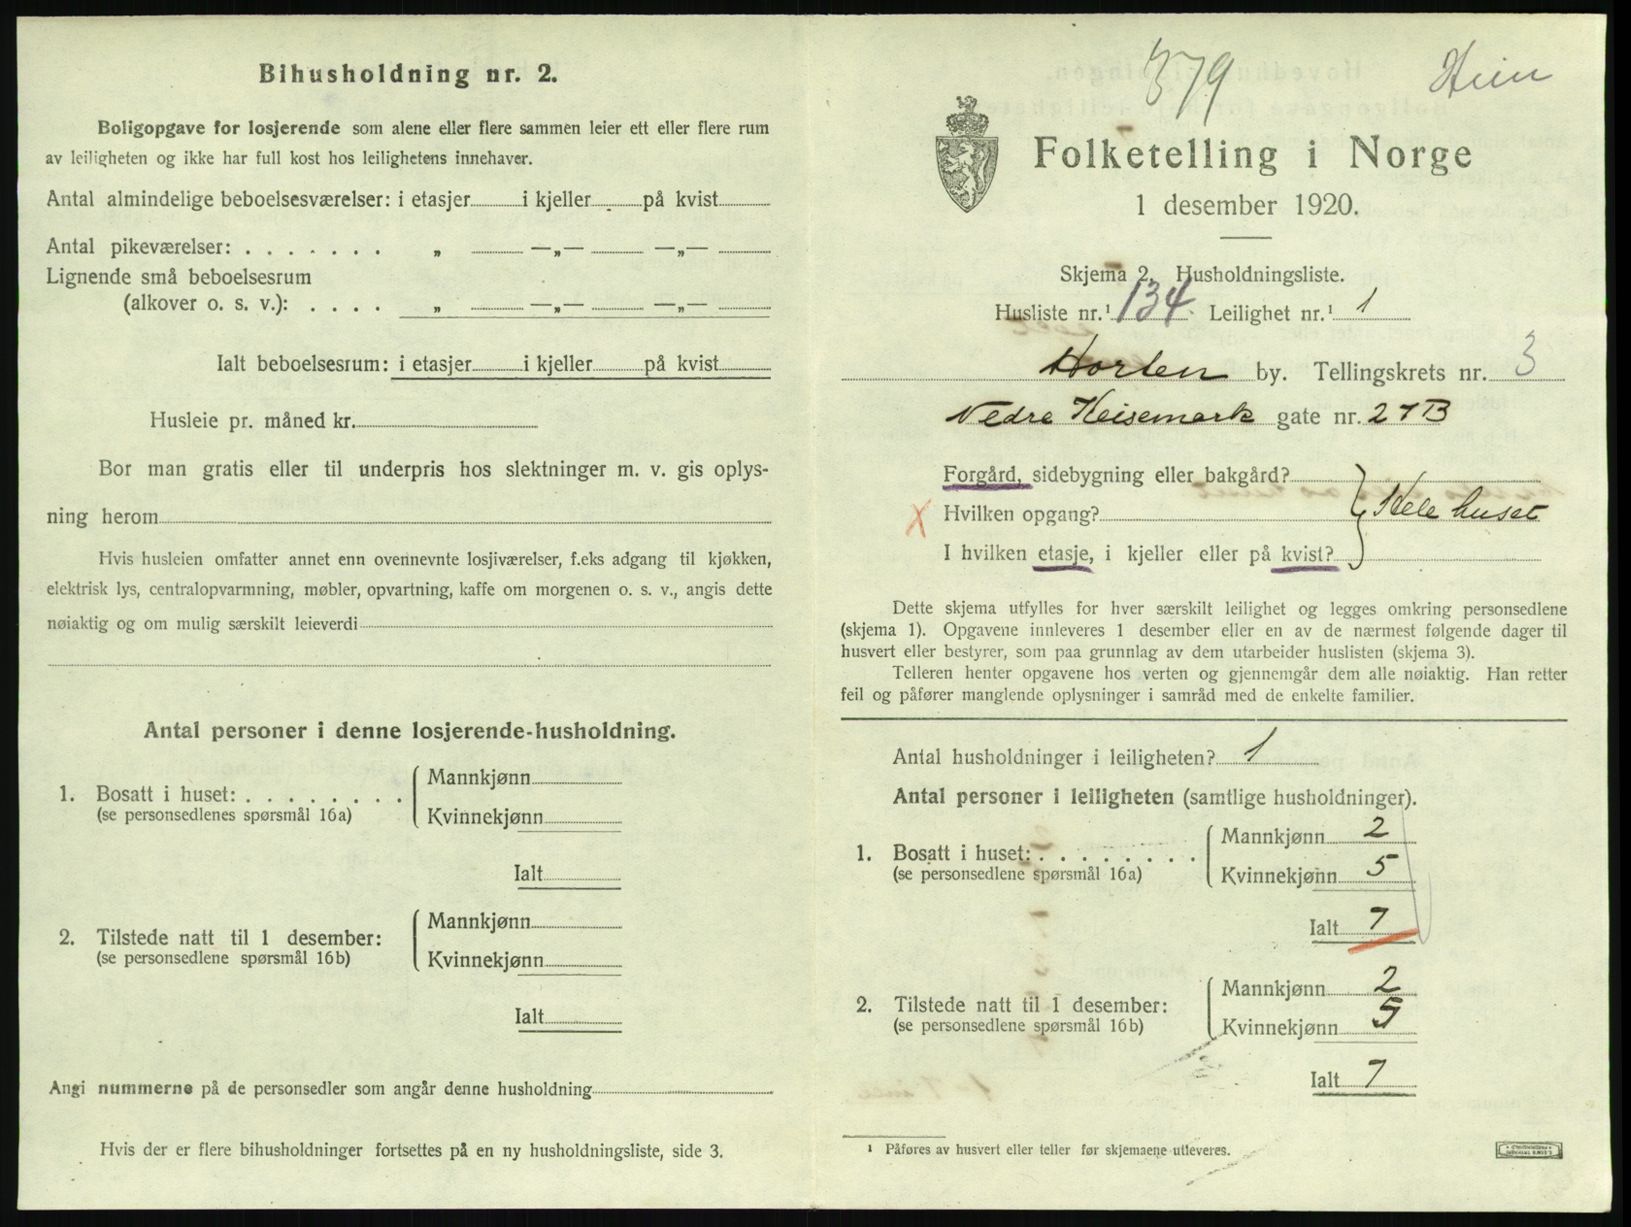 Bihusholdning nr. 2.
Boligopgave for losjerende som alene eller flere sammen leier ett eller flere rum
av leiligheten og ikke har full kost hos leilighetens innehaver.
Antal almindelige beboelsesværelser: i etasjer i kjeller på kvist
Antal pikeværelser: . . . . . . . „ —„— —„—
Lignende små beboelsesrum
(alkover o. s. v.): . . . . „ —„— —„—
Ialt beboelsesrum: i etasjer i kjeller på kvist
Husleie pr. måned kr.
Bor man gratis eller til underpris hos slektninger m. v. gis oplys-
ning herom
Hvis husleien omfatter annet enn ovennevnte losjiværelser, f.eks adgang til kjøkken,
elektrisk lys, centralopvarmning, møbler, opvartning, kaffe om morgenen o. s. v., angis dette
nøiaktig og om mulig særskilt leieverdi
Antal personer i denne losjerende-husholdning.
1. Bosatt i huset: . . . . . . . . Mannkjønn
(se personsedlenes spørsmål 16a) Kvinnekjønn
Ialt
2. Tilstede natt til 1 desember: Mannkjønn
(se personsedlene spørsmål 16b) Kvinnekjønn
Ialt
Angi nummerne på de personsedler som angår denne husholdning
Hvis der er flere bihusholdninger fortsettes på en ny husholdningsliste, side 3.
379
Folketelling i Norge
1 desember 1920.
Skjema 2. Husholdningsliste.
Husliste nr.¹ 134 Leilighet nr.¹ 1
Horten by. Tellingskrets nr. 3
Nedre Keisemark gate nr. 27B
Forgård, sidebygning eller bakgård?
Hvilken opgang? Hele huset
X
I hvilken etasje, i kjeller eller på kvist?
Dette skjema utfylles for hver særskilt leilighet og legges omkring personsedlene
(skjema 1). Opgavene innleveres 1 desember eller en av de nærmest følgende dager til
husvert eller bestyrer, som paa grunnlag av dem utarbeider huslisten (skjema 3).
Telleren henter opgavene hos verten og gjennemgår dem alle nøiaktig. Han retter
feil og påfører manglende oplysninger i samråd med de enkelte familier.
Antal husholdninger i leiligheten? 1
Antal personer i leiligheten (samtlige husholdninger).
1. Bosatt i huset: . . . . . . . . Mannkjønn 2
(se personsedlene spørsmål 16a) Kvinnekjønn 5
Ialt 7
2. Tilstede natt til 1 desember: Mannkjønn 2
(se personsedlene spørsmål 16b) Kvinnekjønn 5
Ialt 7
¹ Påføres av husvert eller teller før skjemaene utleveres.